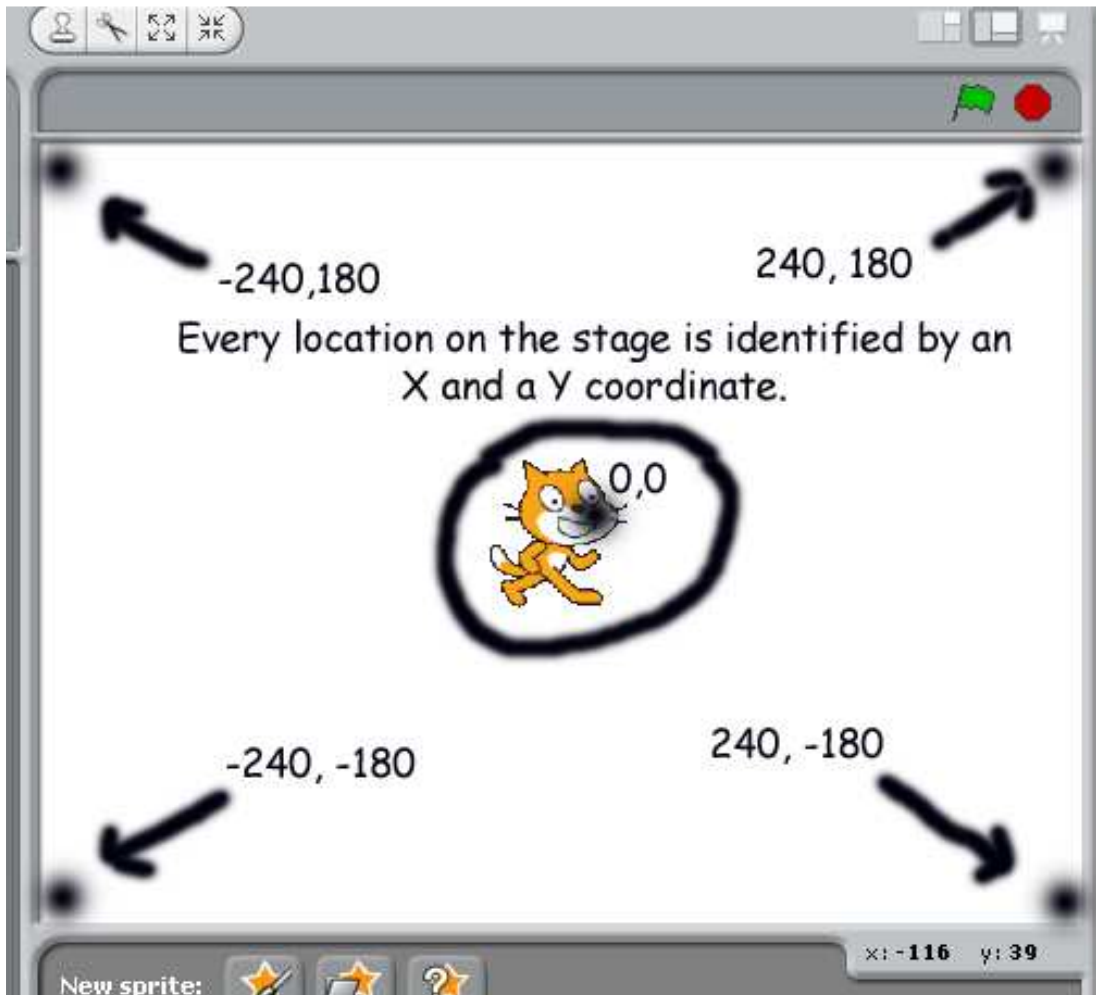 -240,180
240, 180
Every location on the stage is identified by an
X and a Y coordinate.
0,0
-240, -180
240, -180
x: -116 y: 39
New sprite: